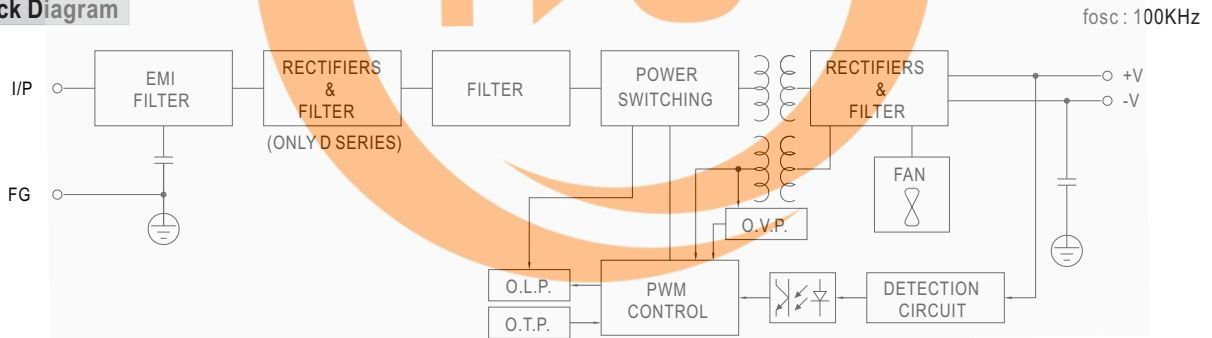 ck Diagram
fosc : 100KHz
I/P
EMI
FILTER
RECTIFIERS
&
FILTER
(ONLY D SERIES)
FILTER
POWER
SWITCHING
RECTIFIERS
&
FILTER
+V
-V
FG
FAN
O.V.P.
O.L.P.
O.T.P.
PWM
CONTROL
DETECTION
CIRCUIT